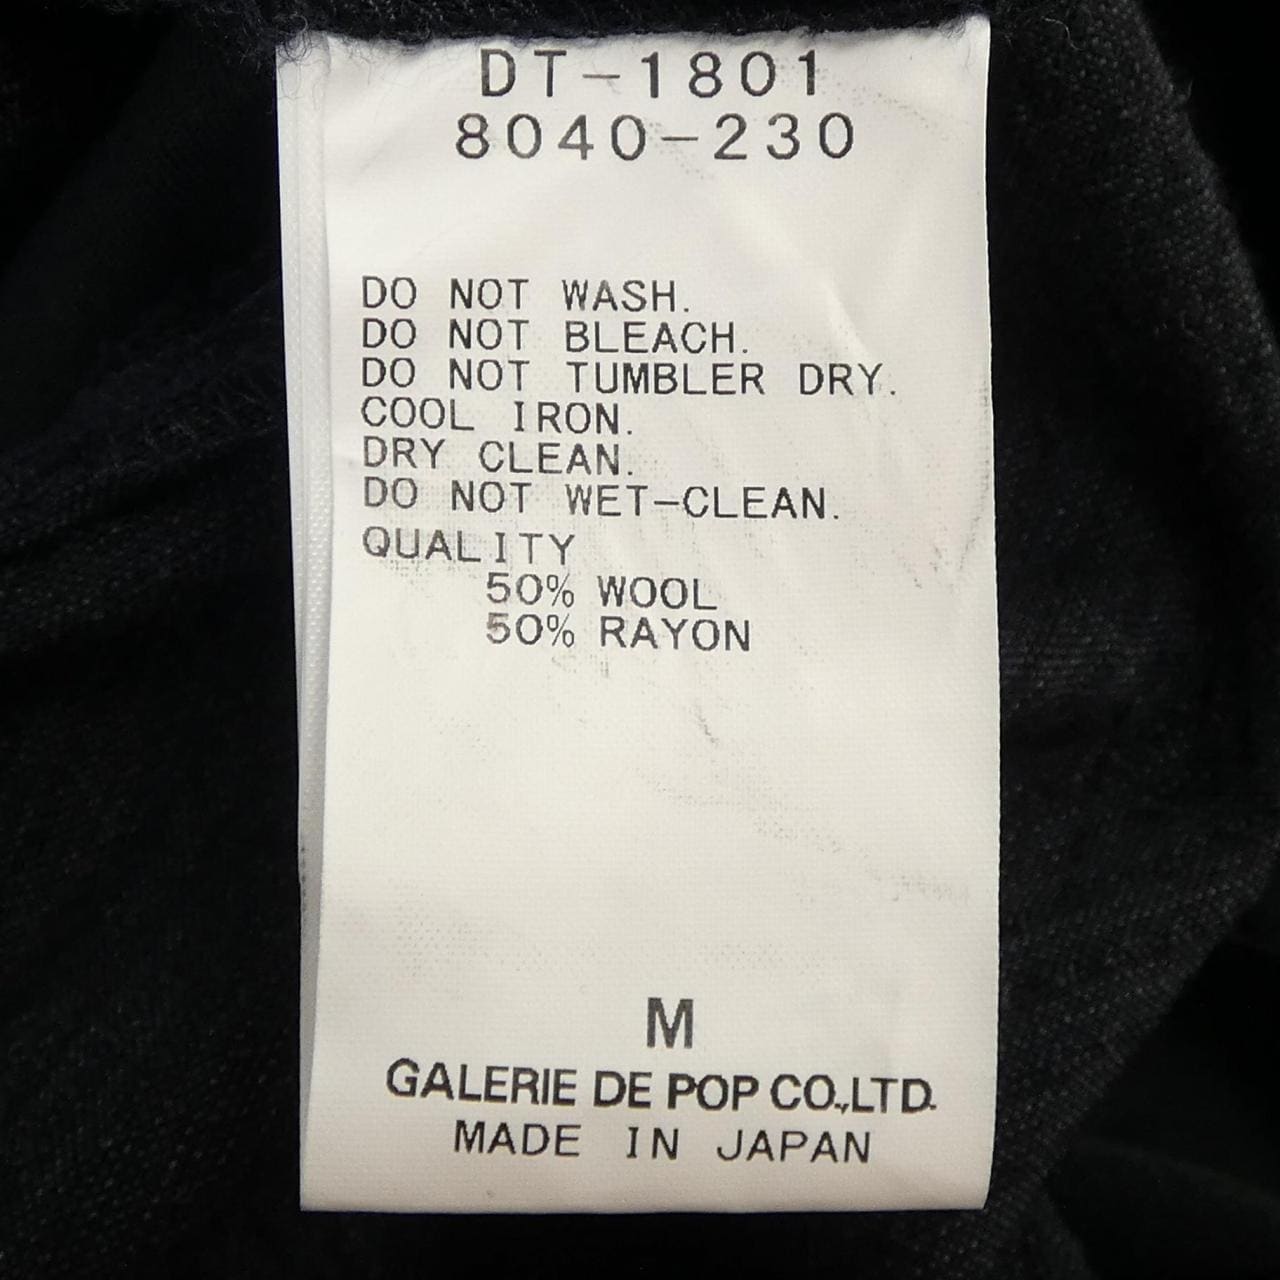 DT-1801
8040-230
DO NOT WASH.
DO NOT BLEACH.
DO NOT TUMBLER DRY.
COOL IRON.
DRY CLEAN.
DO NOT WET-CLEAN.
QUALITY
50% WOOL
50% RAYON
M
GALERIE DE POP CO.,LTD.
MADE IN JAPAN